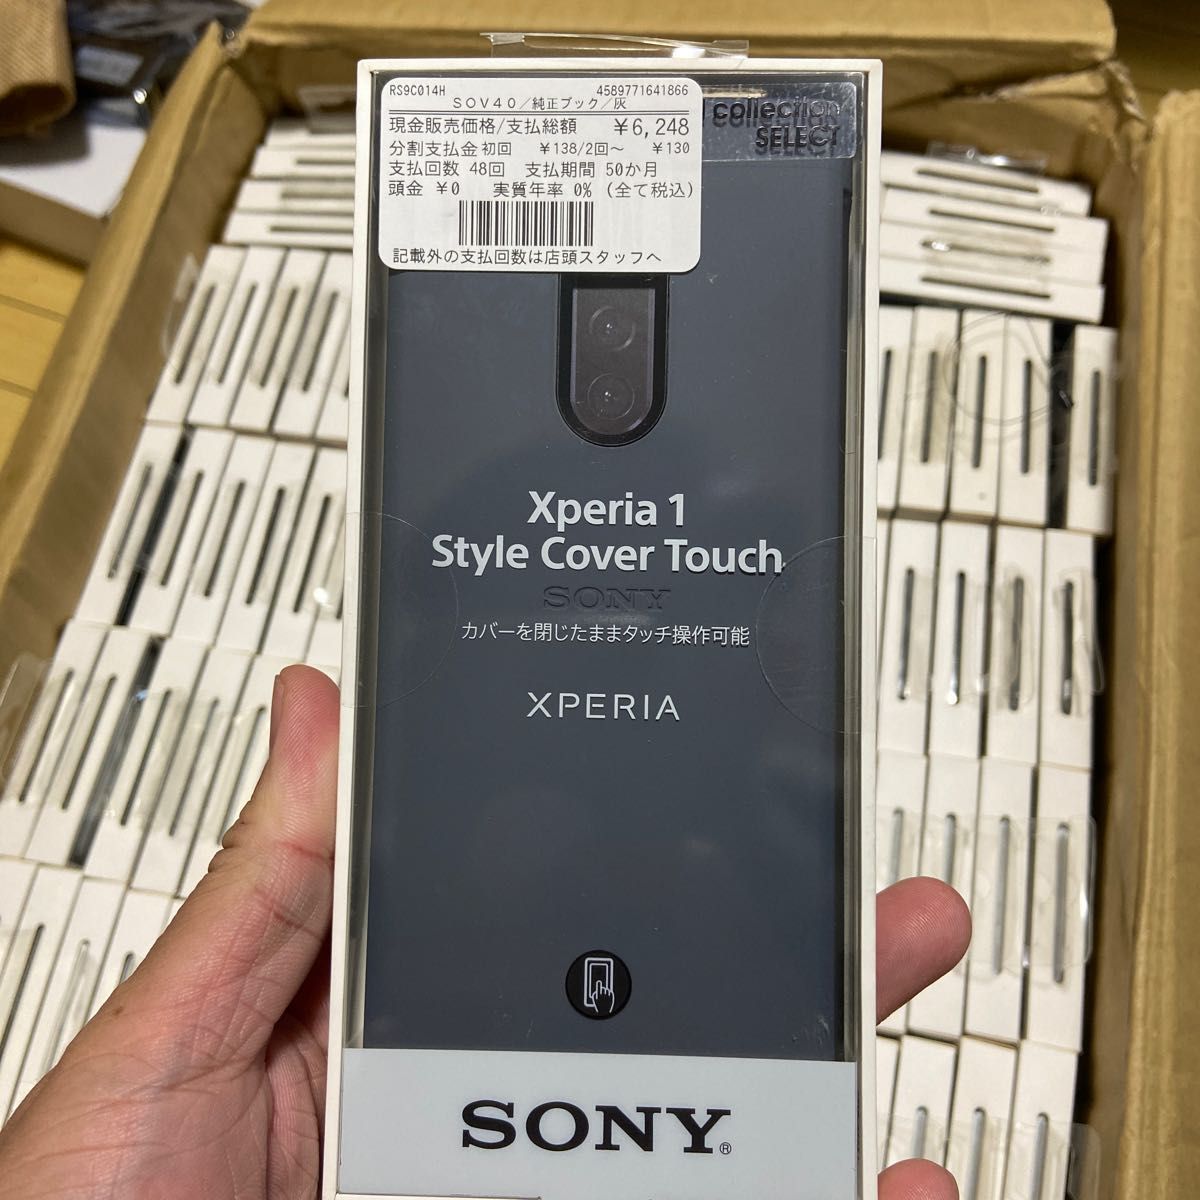 RS9C014H 4589771641866
SOV40/純正ブック/灰
現金販売価格/支払総額 ￥6,248
分割支払金初回 ￥138/2回〜 ￥130
支払回数 48回 支払期間 50か月
頭金 ￥0 実質年率 0% (全て税込)
記載外の支払回数は店頭スタッフへ
collection
SELECT
Xperia 1
Style Cover Touch
SONY
カバーを閉じたままタッチ操作可能
XPERIA
SONY®